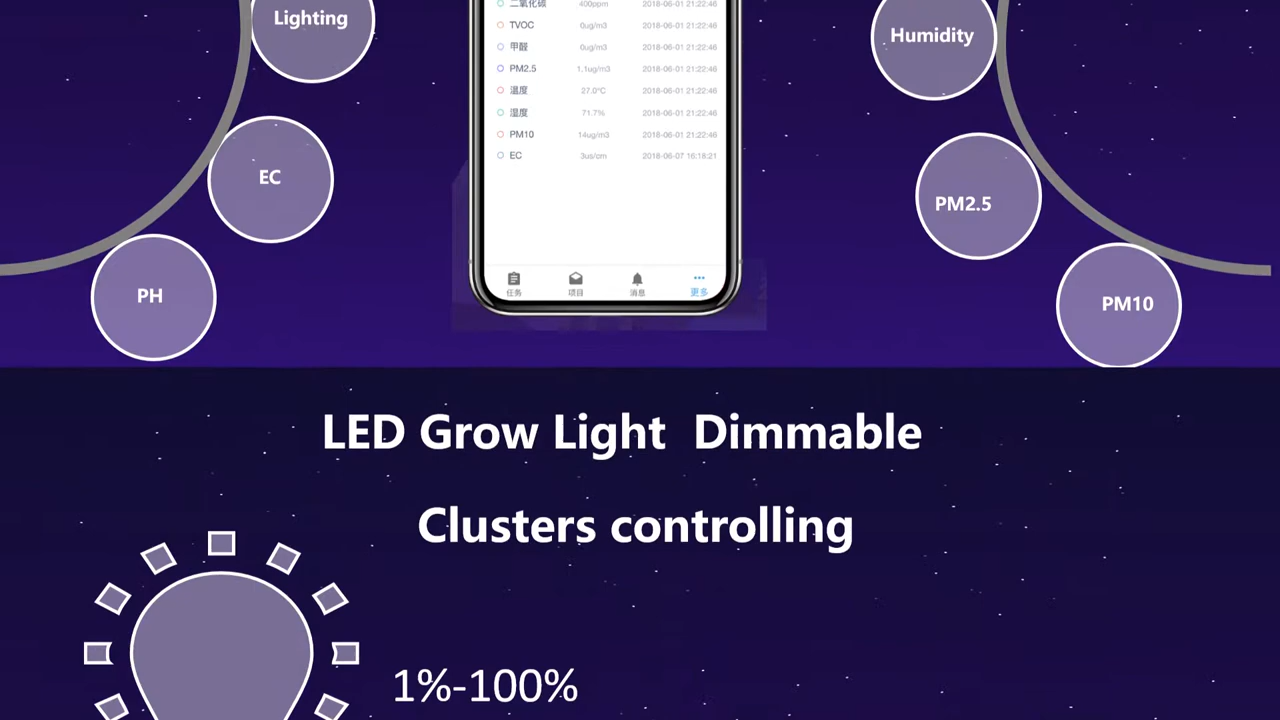 Lighting
EC
PH
二氧化碳 400ppm 2018-06-01 21:22:46
TVOC 0ug/m3 2018-06-01 21:22:46
甲醛 0ug/m3 2018-06-01 21:22:46
PM2.5 1.1ug/m3 2018-06-01 21:22:46
温度 27.0°C 2018-06-01 21:22:46
湿度 71.7% 2018-06-01 21:22:46
PM10 14ug/m3 2018-06-01 21:22:46
EC 3us/cm 2018-06-07 16:18:21
任务 项目 消息 更多
Humidity
PM2.5
PM10
LED Grow Light Dimmable
Clusters controlling
1%-100%